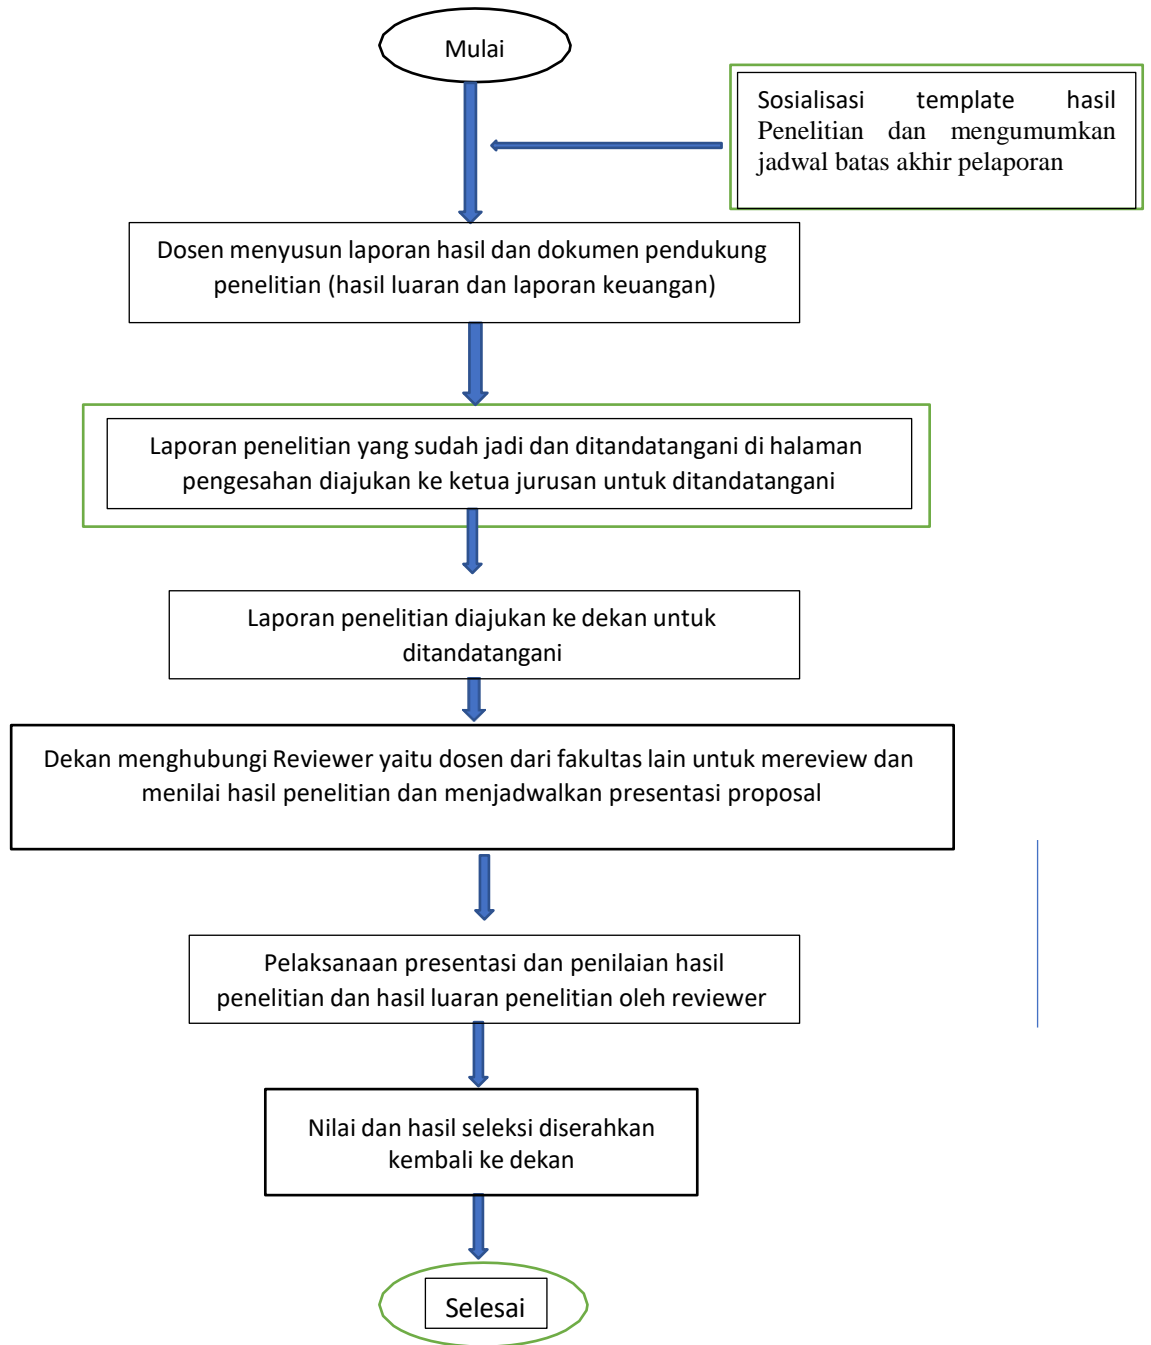 Mulai
Sosialisasi template hasil
Penelitian dan mengumumkan
jadwal batas akhir pelaporan
Dosen menyusun laporan hasil dan dokumen pendukung
penelitian (hasil luaran dan laporan keuangan)
Laporan penelitian yang sudah jadi dan ditandatangani di halaman
pengesahan diajukan ke ketua jurusan untuk ditandatangani
Laporan penelitian diajukan ke dekan untuk
ditandatangani
Dekan menghubungi Reviewer yaitu dosen dari fakultas lain untuk mereview dan
menilai hasil penelitian dan menjadwalkan presentasi proposal
Pelaksanaan presentasi dan penilaian hasil
penelitian dan hasil luaran penelitian oleh reviewer
Nilai dan hasil seleksi diserahkan
kembali ke dekan
Selesai